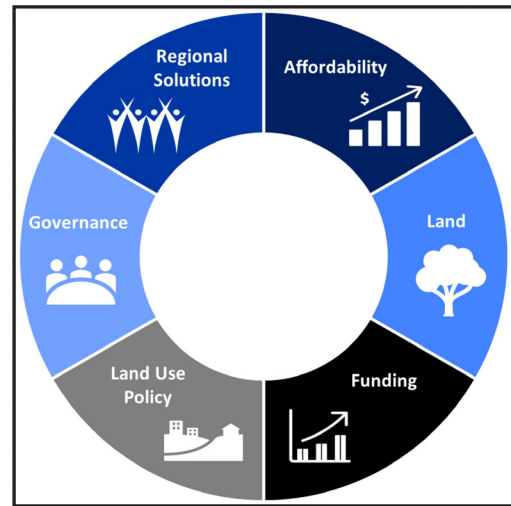 Regional
Solutions
Affordability
$
Governance
Land
Land Use
Policy
Funding